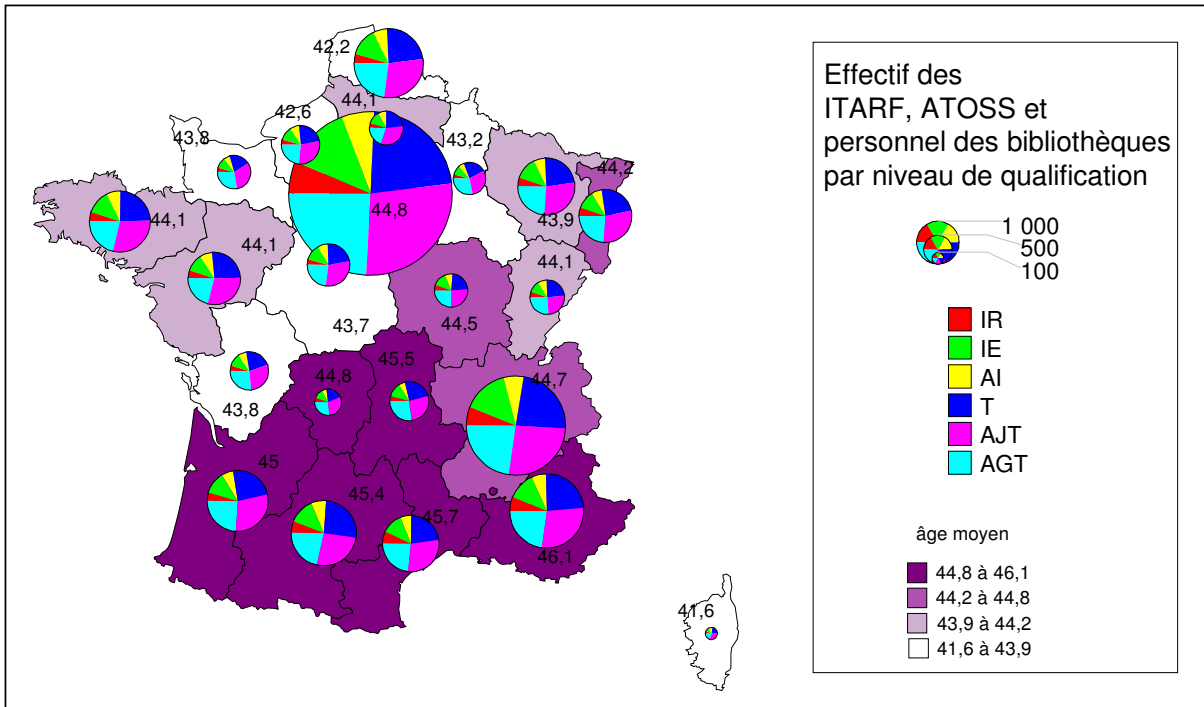 42,2
44,1
42,6
43,8
43,2
44,2
44,8
43,9
44,1
44,1
44,1
43,7
44,5
45,5
44,8
44,7
43,8
45
45,4
45,7
46,1
41,6
Effectif des
ITARF, ATOSS et
personnel des bibliothèques
par niveau de qualification
1 000
500
100
IR
IE
AI
T
AJT
AGT
âge moyen
44,8 à 46,1
44,2 à 44,8
43,9 à 44,2
41,6 à 43,9